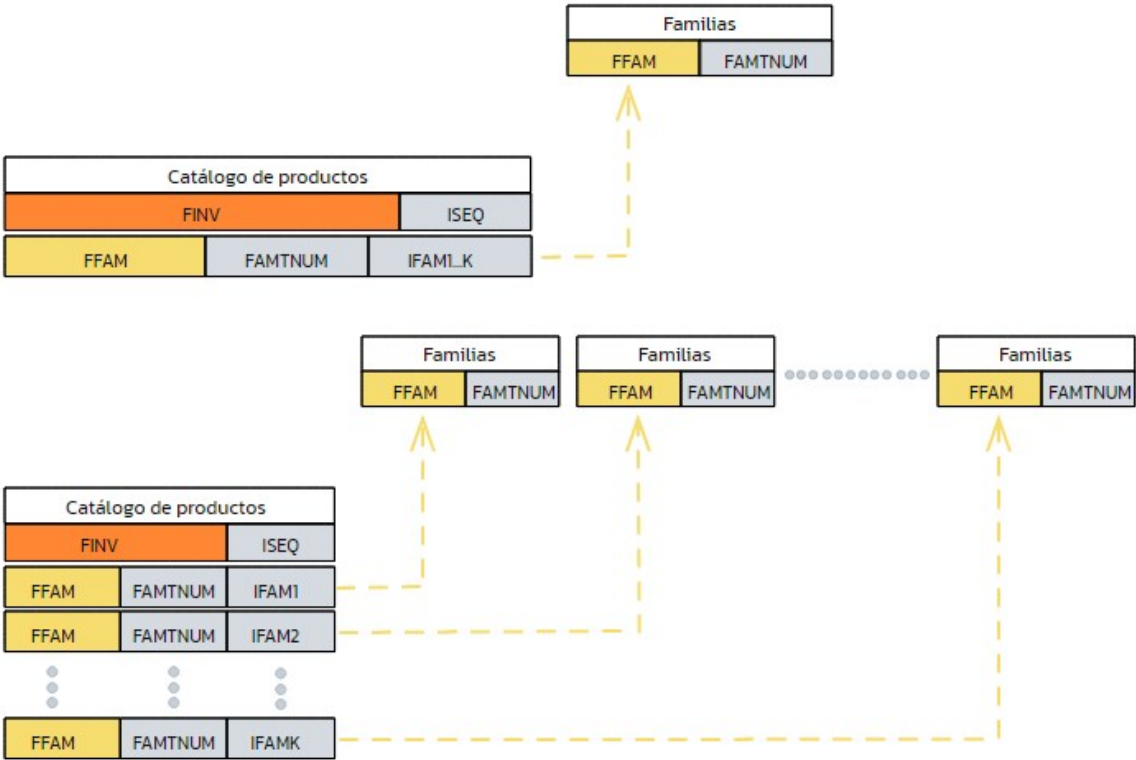 Familias
FFAM FAMTNUM
Catálogo de productos
FINV ISEQ
FFAM FAMTNUM IFAM1...K
Familias Familias Familias
FFAM FAMTNUM FFAM FAMTNUM FFAM FAMTNUM
Catálogo de productos
FINV ISEQ
FFAM FAMTNUM IFAM1
FFAM FAMTNUM IFAM2
FFAM FAMTNUM IFAMK